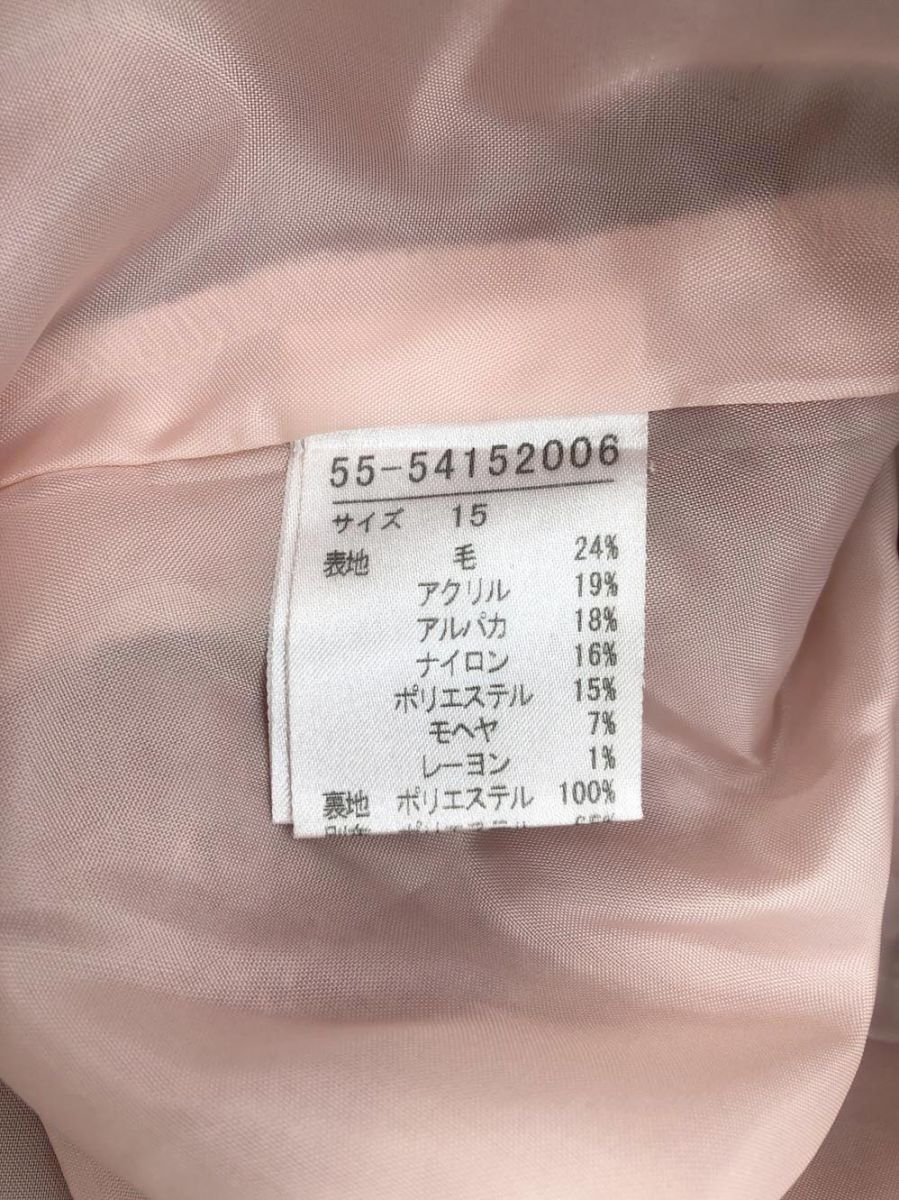 55-54152006
サイズ 15
表地 毛 24%
アクリル 19%
アルパカ 18%
ナイロン 16%
ポリエステル 15%
モヘヤ 7%
レーヨン 1%
裏地 ポリエステル 100%